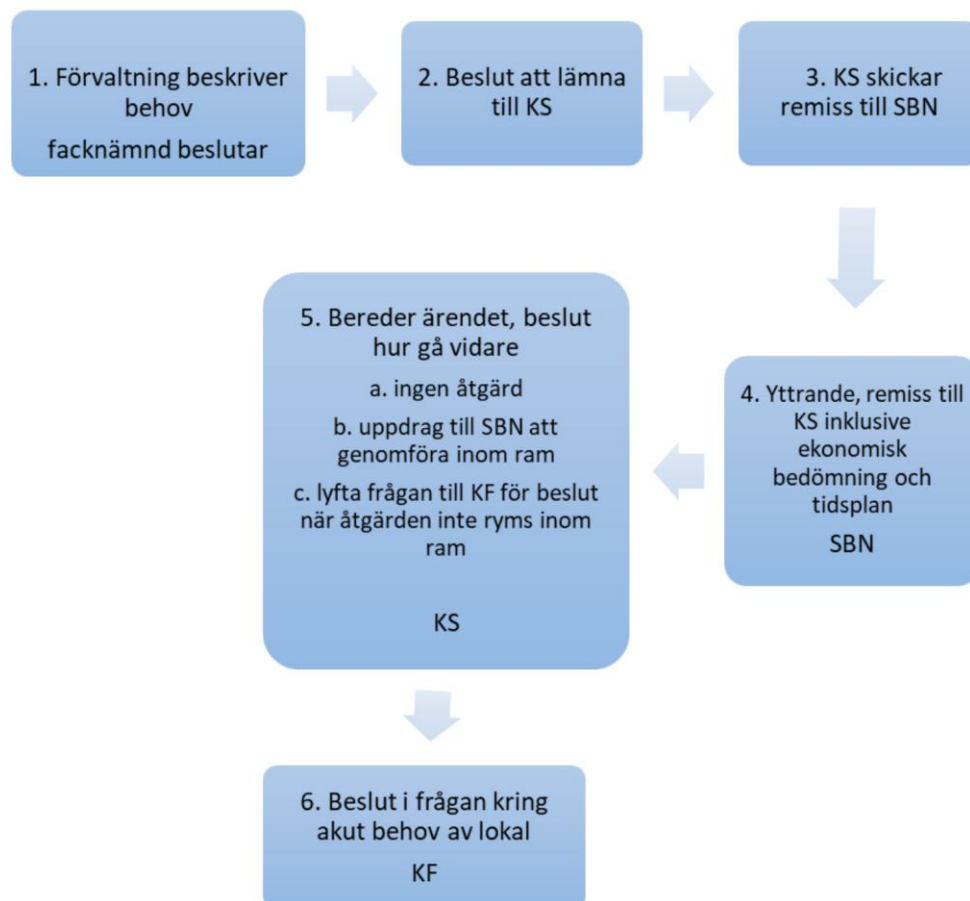 1. Förvaltning beskriver
behov
facknämnd beslutar
2. Beslut att lämna
till KS
3. KS skickar
remiss till SBN
4. Yttrande, remiss till
KS inklusive
ekonomisk
bedömning och
tidsplan
SBN
5. Bereder ärendet, beslut
hur gå vidare
a. ingen åtgärd
b. uppdrag till SBN att
genomföra inom ram
c. lyfta frågan till KF för beslut
när åtgärden inte ryms inom
ram
KS
6. Beslut i frågan kring
akut behov av lokal
KF